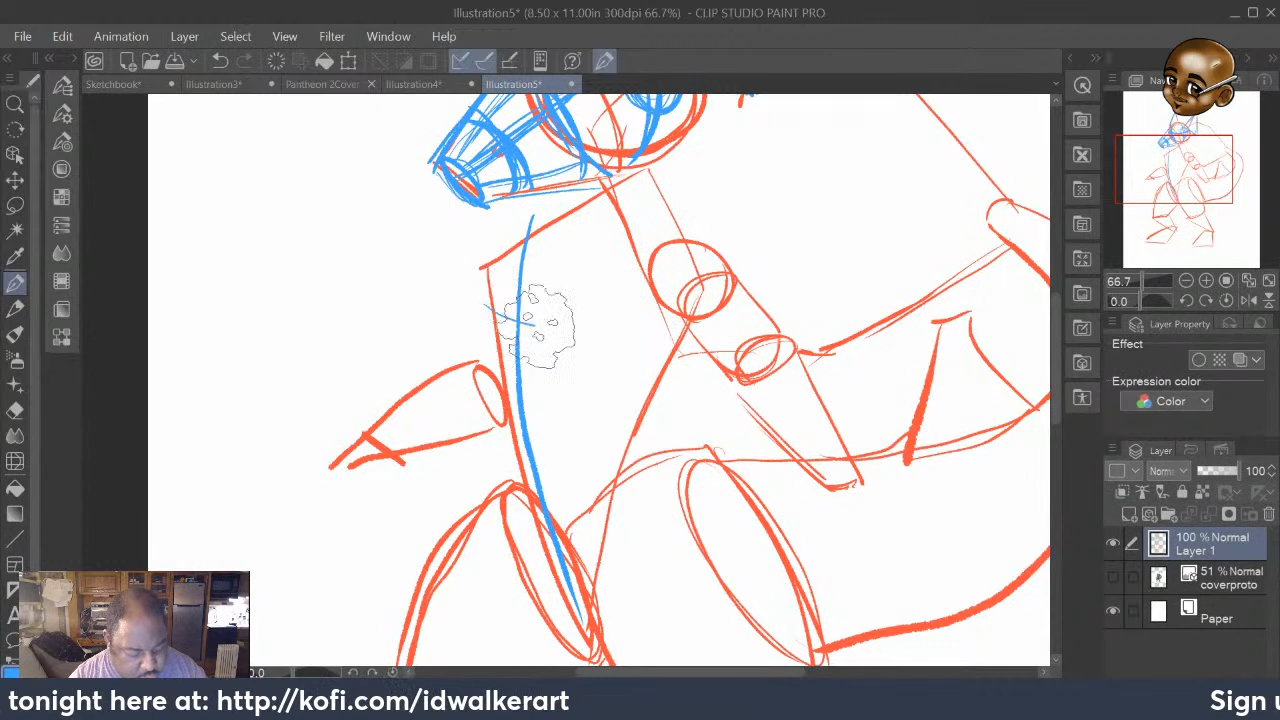 Illustration5* (8.50 x 11.00in 300dpi 66.7%) - CLIP STUDIO PAINT PRO
File Edit Animation Layer Select View Filter Window Help
Sketchbook* Illustration3* Pantheon 2Cover Illustration4* Illustration5*
66.7
0.0
Layer Property
Effect
Expression color
Color
Layer
Norm 100
100 % Normal
Layer 1
51 % Normal
coverproto
Paper
tonight here at: http://kofi.com/idwalkerart
Sign u